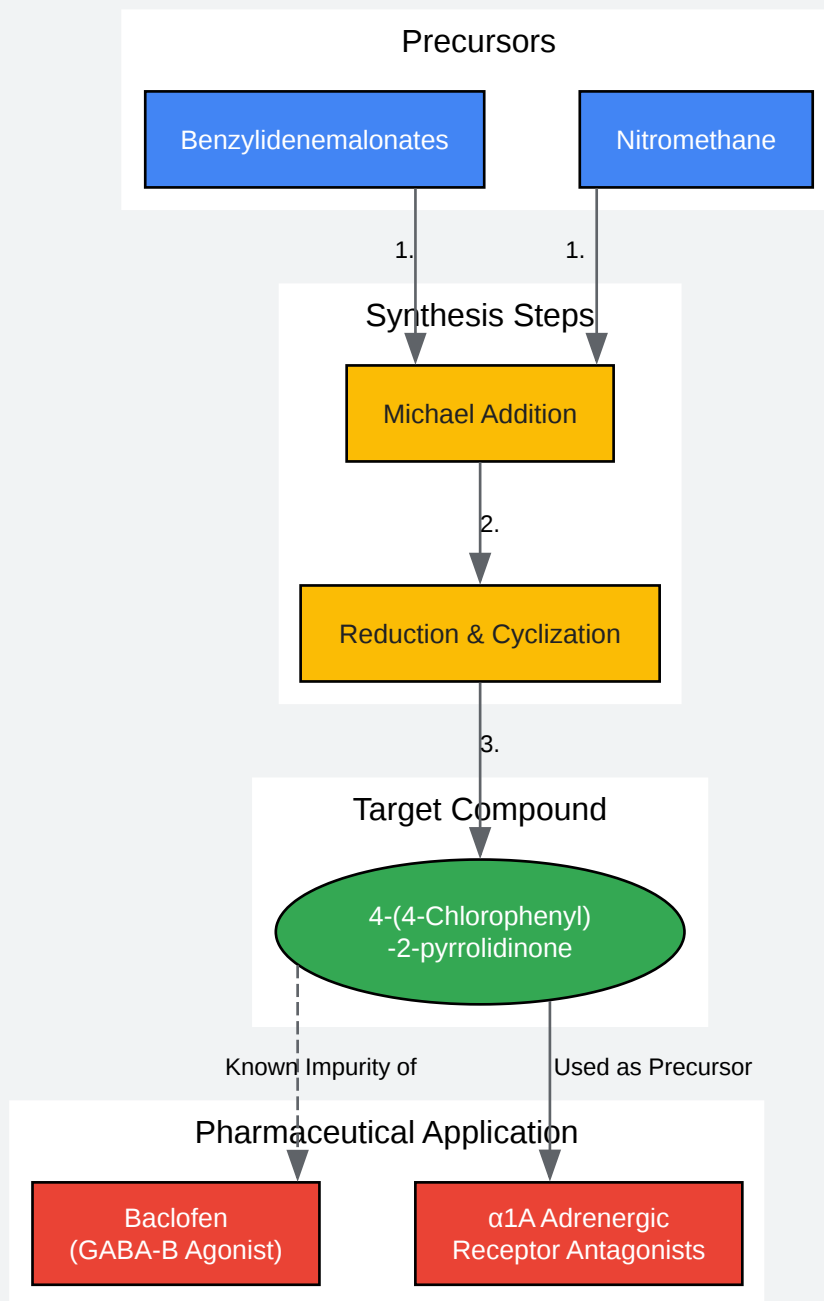 Precursors
Benzylidenemalonates
Nitromethane
1.
1.
Synthesis Steps
Michael Addition
2.
Reduction & Cyclization
3.
Target Compound
4-(4-Chlorophenyl)
-2-pyrrolidinone
Known Impurity of
Used as Precursor
Pharmaceutical Application
Baclofen
(GABA-B Agonist)
α1A Adrenergic
Receptor Antagonists